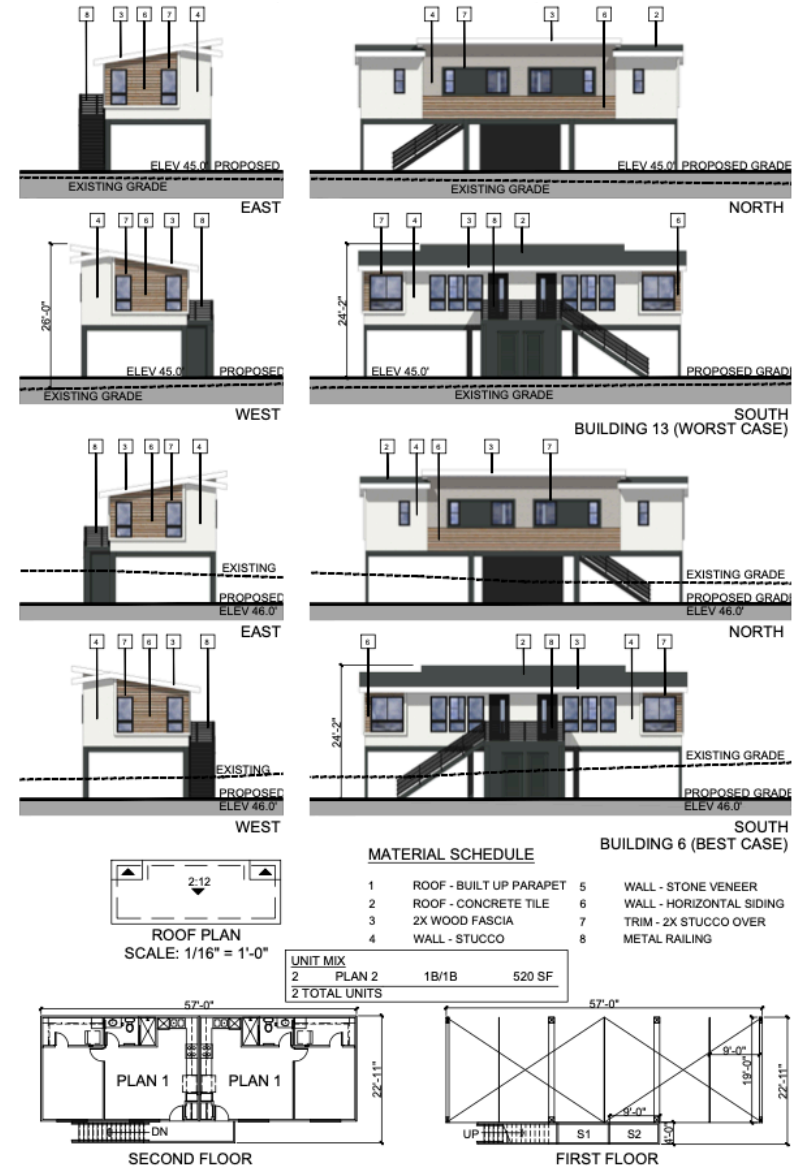 8 3 6 7 4
4 7 3 6 2
ELEV 45.0' PROPOSED
EXISTING GRADE
EAST
ELEV 45.0' PROPOSED GRADE
EXISTING GRADE
NORTH
4 7 6 3 8
7 4 3 8 2 6
26'-0"
24'-2"
ELEV 45.0' PROPOSED
EXISTING GRADE
WEST
ELEV 45.0' PROPOSED GRADE
EXISTING GRADE
SOUTH
BUILDING 13 (WORST CASE)
8 3 6 7 4
2 4 6 3 7
EXISTING
PROPOSED
ELEV 46.0'
EAST
EXISTING GRADE
PROPOSED GRADE
ELEV 46.0'
NORTH
4 7 6 3 8
6 2 8 3 4 7
24'-2"
EXISTING
PROPOSED
ELEV 46.0'
WEST
EXISTING GRADE
PROPOSED GRADE
ELEV 46.0'
SOUTH
BUILDING 6 (BEST CASE)
2:12
ROOF PLAN
SCALE: 1/16" = 1'-0"
MATERIAL SCHEDULE
1 ROOF - BUILT UP PARAPET
2 ROOF - CONCRETE TILE
3 2X WOOD FASCIA
4 WALL - STUCCO
5 WALL - STONE VENEER
6 WALL - HORIZONTAL SIDING
7 TRIM - 2X STUCCO OVER
8 METAL RAILING
UNIT MIX
2 PLAN 2 1B/1B 520 SF
2 TOTAL UNITS
57'-0"
PLAN 1 PLAN 1
22'-11"
DN
SECOND FLOOR
57'-0"
9'-0"
19'-0"
22'-11"
9'-0"
4'-0"
UP S1 S2
FIRST FLOOR